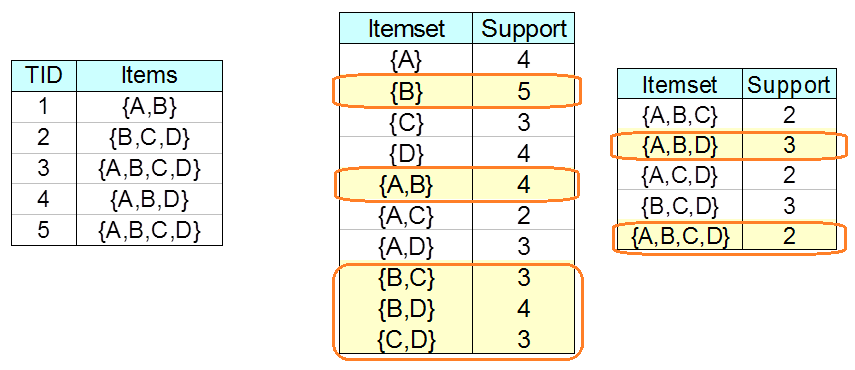 TID Items
1 {A,B}
2 {B,C,D}
3 {A,B,C,D}
4 {A,B,D}
5 {A,B,C,D}
Itemset Support
{A} 4
{B} 5
{C} 3
{D} 4
{A,B} 4
{A,C} 2
{A,D} 3
{B,C} 3
{B,D} 4
{C,D} 3
Itemset Support
{A,B,C} 2
{A,B,D} 3
{A,C,D} 2
{B,C,D} 3
{A,B,C,D} 2